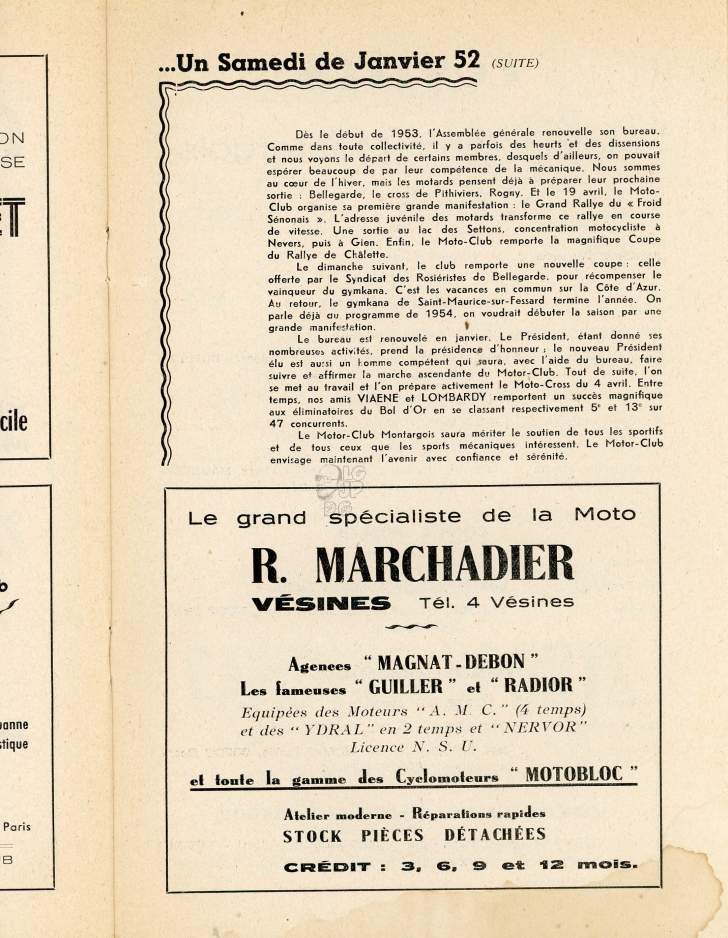 ON
SE
ET
cile
b
uanne
stique
Paris
B
...Un Samedi de Janvier 52 (SUITE)
Dès le début de 1953, l'Assemblée générale renouvelle son bureau.
Comme dans toute collectivité, il y a parfois des heurts et des dissensions
et nous voyons le départ de certains membres, desquels d'ailleurs, on pouvait
espérer beaucoup de par leur compétence de la mécanique. Nous sommes
au cœur de l'hiver, mais les motards pensent déjà à préparer leur prochaine
sortie : Bellegarde, le cross de Pithiviers, Rogny. Et le 19 avril, le Moto-
Club organise sa première grande manifestation : le Grand Rallye du « Froid
Sénonais ». L'adresse juvénile des motards transforme ce rallye en course
de vitesse. Une sortie au lac des Settons, concentration motocycliste à
Nevers, puis à Gien. Enfin, le Moto-Club remporte la magnifique Coupe
du Rallye de Châlette.
Le dimanche suivant, le club remporte une nouvelle coupe : celle
offerte par le Syndicat des Rosiéristes de Bellegarde, pour récompenser le
vainqueur du gymkana. C'est les vacances en commun sur la Côte d'Azur.
Au retour, le gymkana de Saint-Maurice-sur-Fessard termine l'année. On
parle déjà au programme de 1954, on voudrait débuter la saison par une
grande manifestation.
Le bureau est renouvelé en janvier. Le Président, étant donné ses
nombreuses activités, prend la présidence d'honneur ; le nouveau Président
élu est aussi un homme compétent qui saura, avec l'aide du bureau, faire
suivre et affirmer la marche ascendante du Motor-Club. Tout de suite, l'on
se met au travail et l'on prépare activement le Moto-Cross du 4 avril. Entre
temps, nos amis VIAENE et LOMBARDY remportent un succès magnifique
aux éliminatoires du Bol d'Or en se classant respectivement 5e et 13e sur
47 concurrents.
Le Motor-Club Montargois saura mériter le soutien de tous les sportifs
et de tous ceux que les sports mécaniques intéressent. Le Motor-Club
envisage maintenant l'avenir avec confiance et sérénité.
Le grand spécialiste de la Moto
R. MARCHADIER
VÉSINES Tél. 4 Vésines
Agences “ MAGNAT-DEBON ”
Les fameuses “ GUILLER ” et “ RADIOR ”
Equipées des Moteurs “ A. M. C. ” (4 temps)
et des “ YDRAL ” en 2 temps et “ NERVOR ”
Licence N. S. U.
et toute la gamme des Cyclomoteurs “ MOTOBLOC ”
Atelier moderne - Réparations rapides
STOCK PIÈCES DÉTACHÉES
CRÉDIT : 3, 6, 9 et 12 mois.